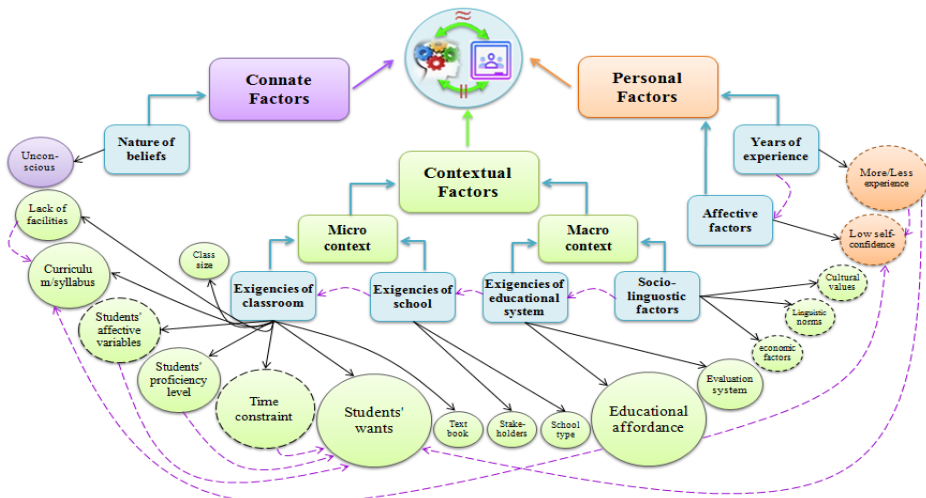 ≈
||
Connate
Factors
Personal
Factors
Nature of
beliefs
Years of
experience
Uncon-
scious
Contextual
Factors
More/Less
experience
Lack of
facilities
Micro
context
Macro
context
Affective
factors
Low self-
confidence
Class
size
Curriculu
m/syllabus
Exigencies of
classroom
Exigencies of
school
Exigencies of
educational
system
Socio-
linguostic
factors
Cultural
values
Students'
affective
variables
Linguistic
norms
economic
factors
Students'
proficiency
level
Evaluation
system
Time
constraint
Students'
wants
Text
book
Stake-
holders
School
type
Educational
affordance